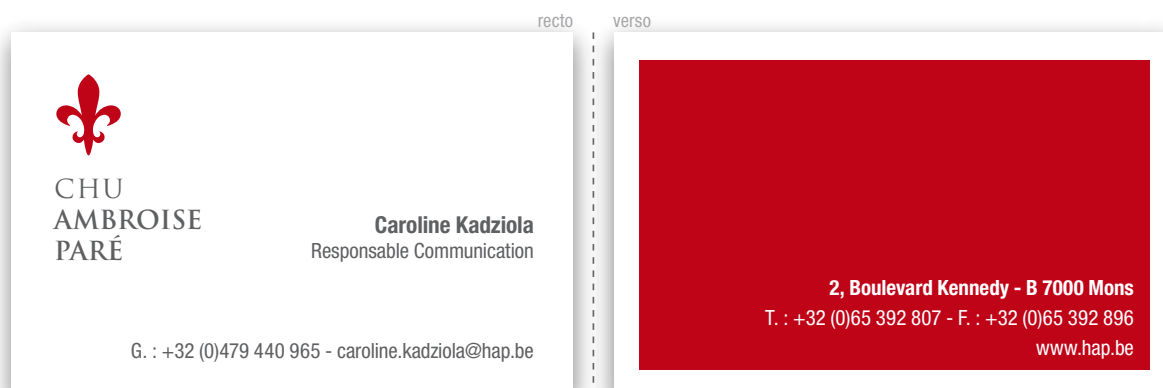 recto
verso
CHU
AMBROISE
PARÉ
Caroline Kadziola
Responsable Communication
G. : +32 (0)479 440 965 - caroline.kadziola@hap.be
2, Boulevard Kennedy - B 7000 Mons
T. : +32 (0)65 392 807 - F. : +32 (0)65 392 896
www.hap.be